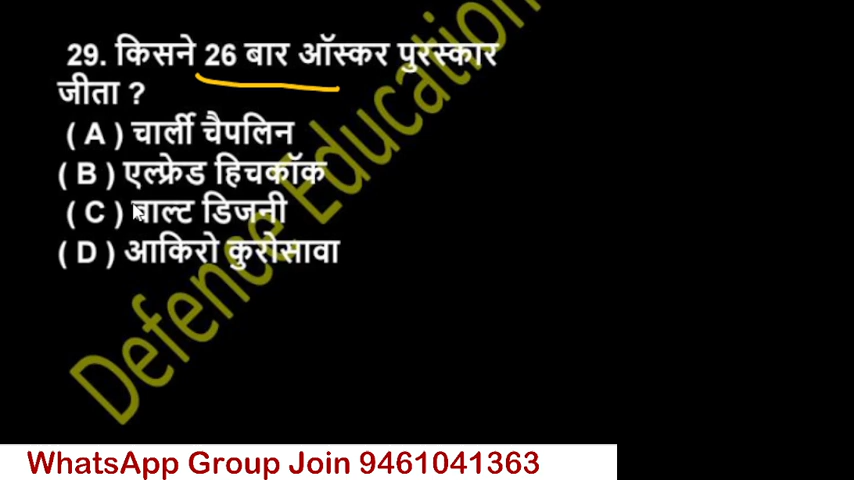 29. किसने 26 बार ऑस्कर पुरस्कार
जीता ?
( A ) चार्ली चैपलिन
( B ) एल्फ्रेड हिचकॉक
( C ) वाल्ट डिजनी
( D ) आकिरो कुरोसावा
Defence Education
WhatsApp Group Join 9461041363